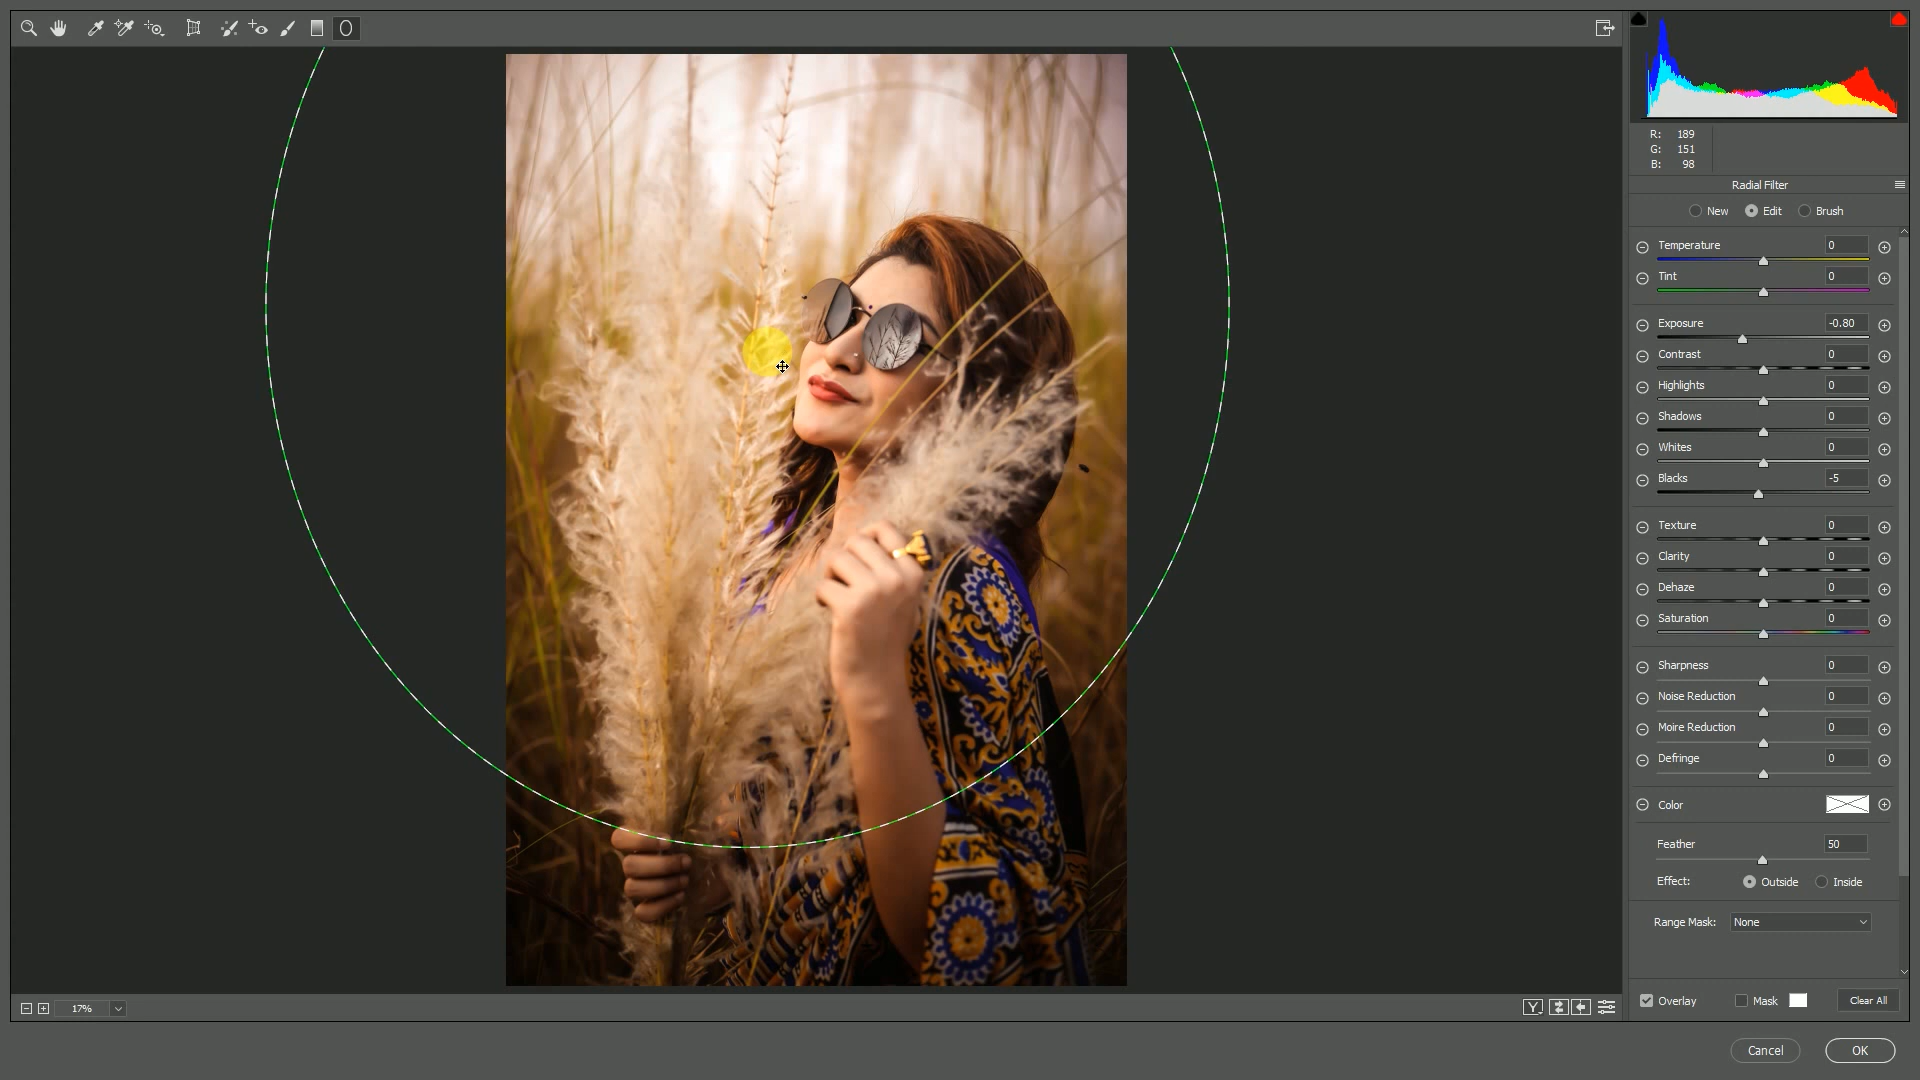 R: 189
G: 151
B: 98
Radial Filter
New Edit Brush
Temperature 0
Tint 0
Exposure -0.80
Contrast 0
Highlights 0
Shadows 0
Whites 0
Blacks -5
Texture 0
Clarity 0
Dehaze 0
Saturation 0
Sharpness 0
Noise Reduction 0
Moire Reduction 0
Defringe 0
Color
Feather 50
Effect: Outside Inside
Range Mask: None
17% Y Overlay Mask Clear All
Cancel OK